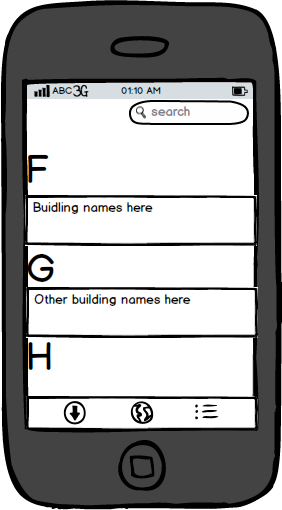 ABC 3G 01:10 AM
search
F
Buidling names here
G
Other building names here
H